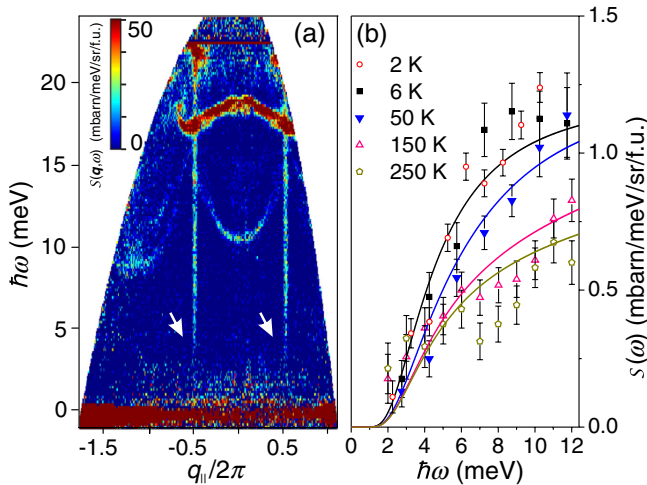 (a)
(b)
50
0
S(q,ω) (mbarn/meV/sr/f.u.)
20
15
10
5
0
ħω (meV)
-1.5
-0.5
0.5
q||/2π
2 K
6 K
50 K
150 K
250 K
1.5
1.0
0.5
0.0
S(ω) (mbarn/meV/sr/f.u.)
0 2 4 6 8 10 12
ħω (meV)